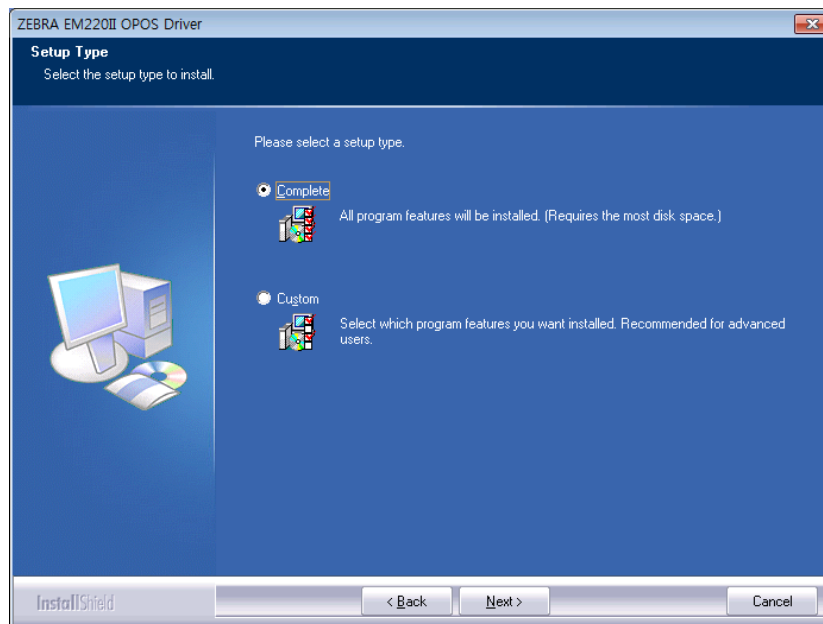 ZEBRA EM220II OPOS Driver
Setup Type
Select the setup type to install.
Please select a setup type.
Complete
All program features will be installed. (Requires the most disk space.)
Custom
Select which program features you want installed. Recommended for advanced
users.
InstallShield
< Back
Next >
Cancel